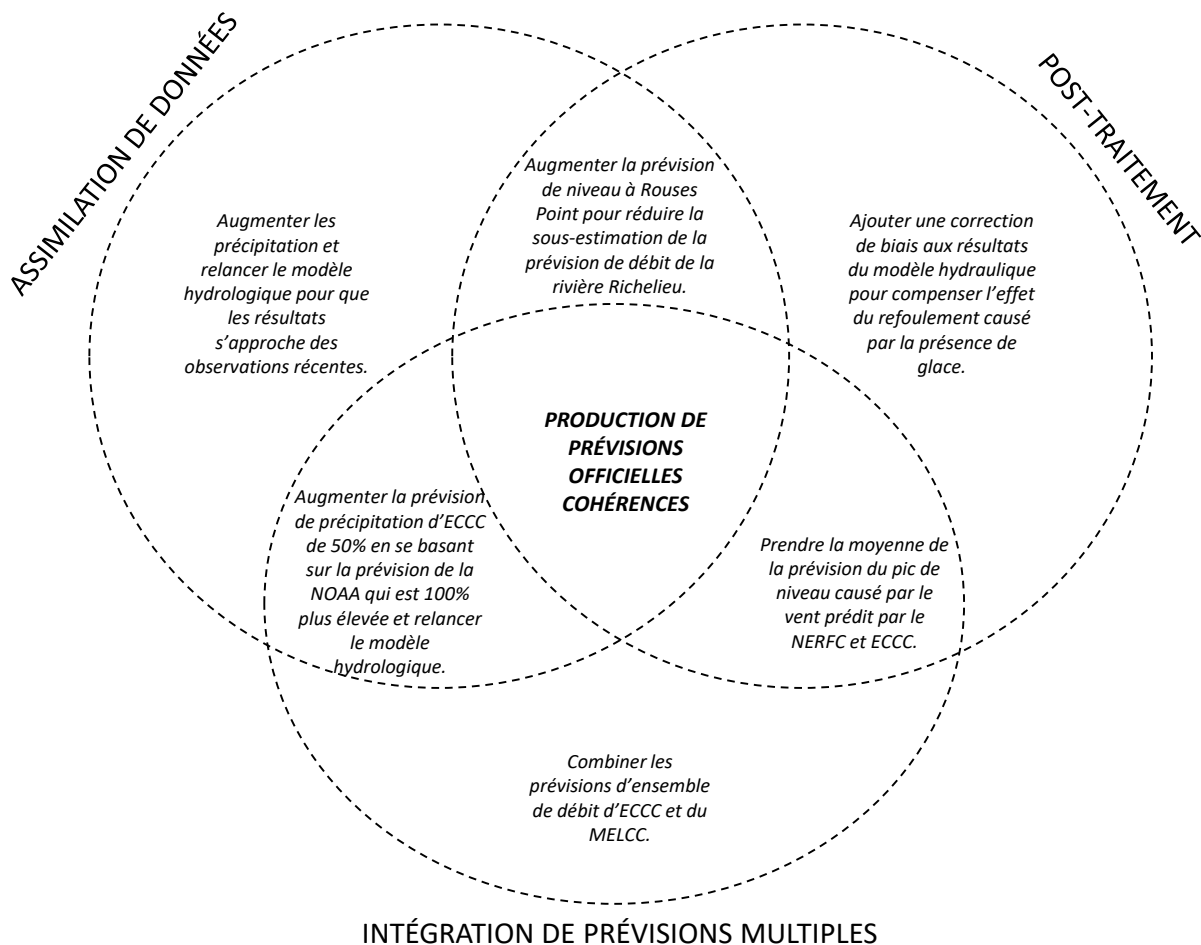 ASSIMILATION DE DONNÉES
POST-TRAITEMENT
Augmenter la prévision
de niveau à Rouses
Point pour réduire la
sous-estimation de la
prévision de débit de la
rivière Richelieu.
Augmenter les
précipitation et
relancer le modèle
hydrologique pour que
les résultats
s’approche des
observations récentes.
Ajouter une correction
de biais aux résultats
du modèle hydraulique
pour compenser l’effet
du refoulement causé
par la présence de
glace.
PRODUCTION DE
PRÉVISIONS
OFFICIELLES
COHÉRENCES
Augmenter la prévision
de précipitation d’ECCC
de 50% en se basant
sur la prévision de la
NOAA qui est 100%
plus élevée et relancer
le modèle
hydrologique.
Prendre la moyenne de
la prévision du pic de
niveau causé par le
vent prédit par le
NERFC et ECCC.
Combiner les
prévisions d’ensemble
de débit d’ECCC et du
MELCC.
INTÉGRATION DE PRÉVISIONS MULTIPLES